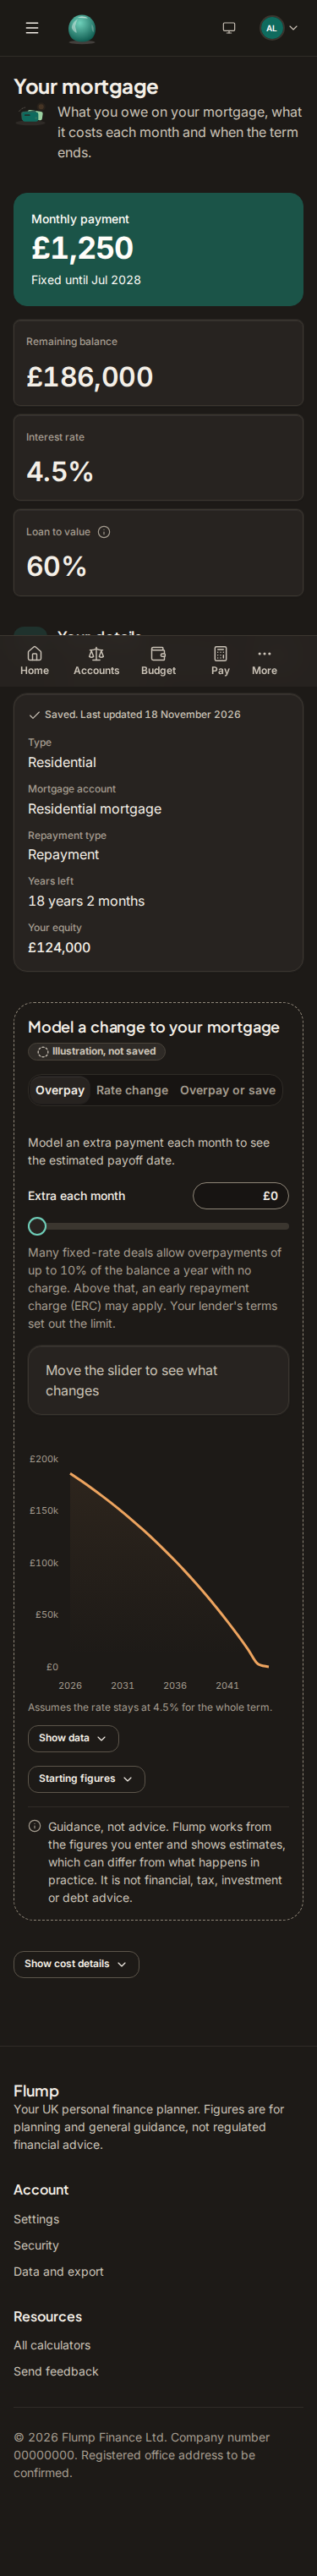 AL
Your mortgage
What you owe on your mortgage, what
it costs each month and when the term
ends.
Monthly payment
£1,250
Fixed until Jul 2028
Remaining balance
£186,000
Interest rate
4.5%
Loan to value
60%
Your details
Home
Accounts
Budget
Pay
More
Saved. Last updated 18 November 2026
Type
Residential
Mortgage account
Residential mortgage
Repayment type
Repayment
Years left
18 years 2 months
Your equity
£124,000
Model a change to your mortgage
Illustration, not saved
Overpay
Rate change
Overpay or save
Model an extra payment each month to see
the estimated payoff date.
Extra each month
£0
Many fixed-rate deals allow overpayments of
up to 10% of the balance a year with no
charge. Above that, an early repayment
charge (ERC) may apply. Your lender's terms
set out the limit.
Move the slider to see what
changes
£200k
£150k
£100k
£50k
£0
2026
2031
2036
2041
Assumes the rate stays at 4.5% for the whole term.
Show data
Starting figures
Guidance, not advice. Flump works from
the figures you enter and shows estimates,
which can differ from what happens in
practice. It is not financial, tax, investment
or debt advice.
Show cost details
Flump
Your UK personal finance planner. Figures are for
planning and general guidance, not regulated
financial advice.
Account
Settings
Security
Data and export
Resources
All calculators
Send feedback
© 2026 Flump Finance Ltd. Company number
00000000. Registered office address to be
confirmed.